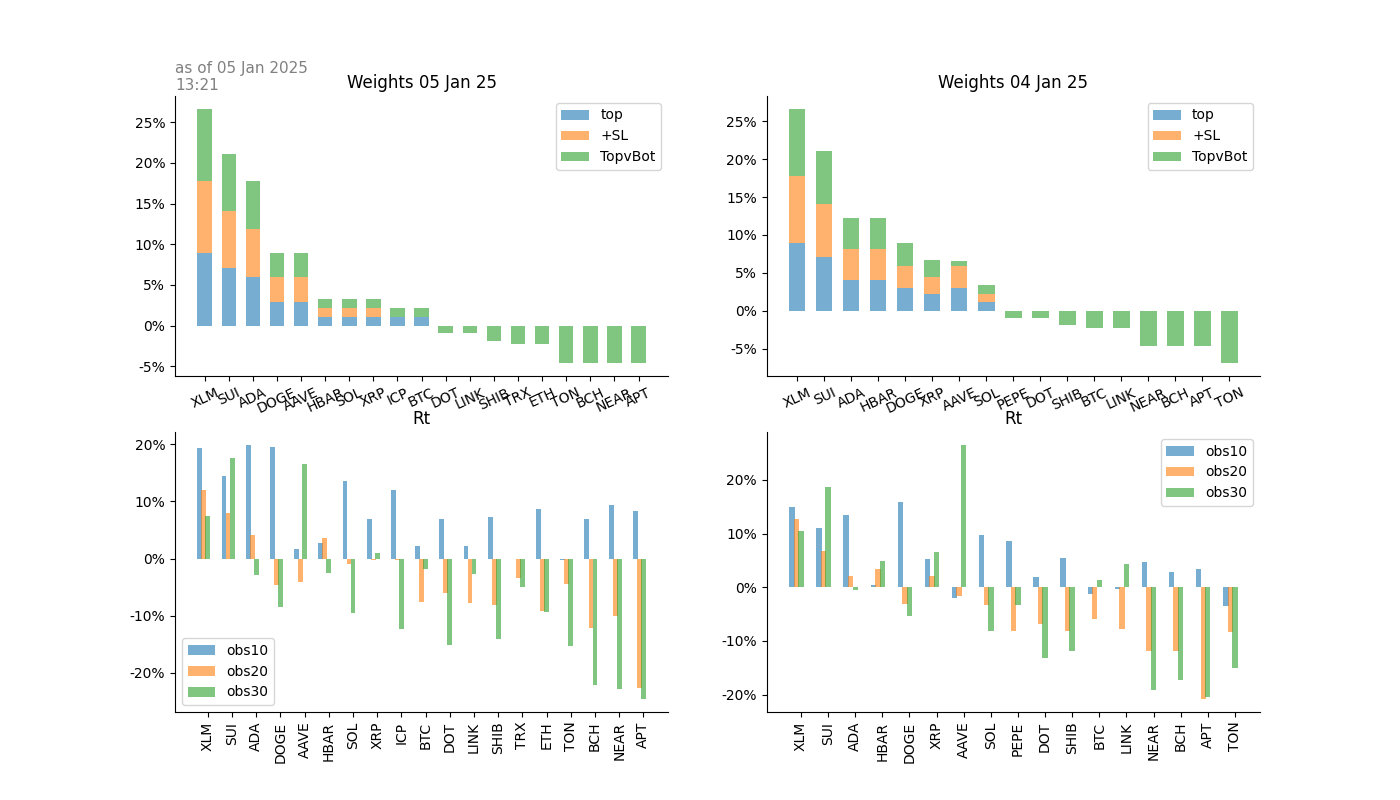 as of 05 Jan 2025
13:21
Weights 05 Jan 25
25%
20%
15%
10%
5%
0%
-5%
top
+SL
TopvBot
XLM SUI ADA DOGE AAVE HBAR SOL XRP ICP BTC DOT LINK SHIB TRX ETH TON BCH NEAR APT
Weights 04 Jan 25
25%
20%
15%
10%
5%
0%
-5%
top
+SL
TopvBot
XLM SUI ADA HBAR DOGE XRP AAVE SOL PEPE DOT SHIB BTC LINK NEAR BCH APT TON
Rt
20%
10%
0%
-10%
-20%
obs10
obs20
obs30
XLM SUI ADA DOGE AAVE HBAR SOL XRP ICP BTC DOT LINK SHIB TRX ETH TON BCH NEAR APT
Rt
20%
10%
0%
-10%
-20%
obs10
obs20
obs30
XLM SUI ADA HBAR DOGE XRP AAVE SOL PEPE DOT SHIB BTC LINK NEAR BCH APT TON